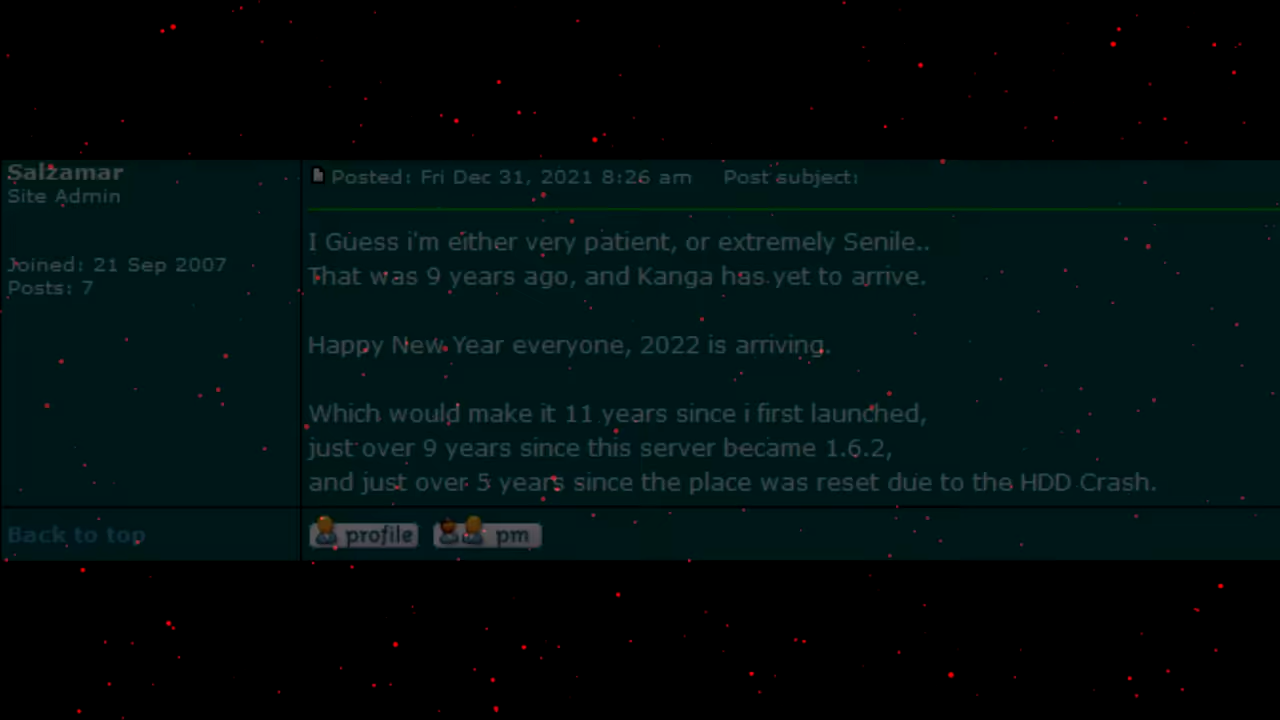 Salzamar
Site Admin
Joined: 21 Sep 2007
Posts: 7
Posted: Fri Dec 31, 2021 8:26 am Post subject:
I Guess i'm either very patient, or extremely Senile..
That was 9 years ago, and Kanga has yet to arrive.
Happy New Year everyone, 2022 is arriving.
Which would make it 11 years since i first launched,
just over 9 years since this server became 1.6.2,
and just over 5 years since the place was reset due to the HDD Crash.
Back to top
profile pm